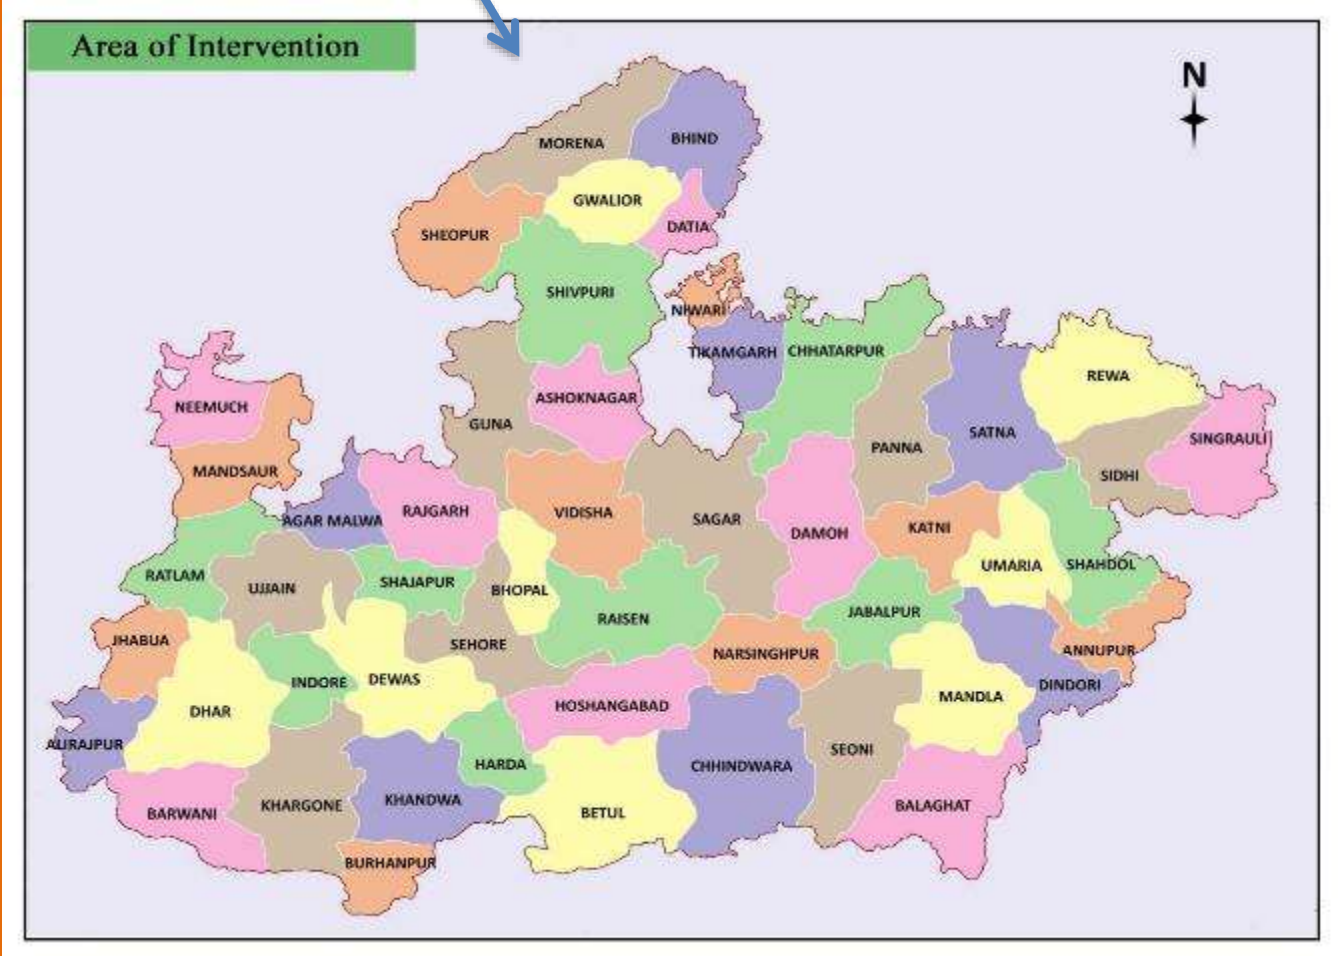 Area of Intervention
N
MORENA
BHIND
GWALIOR
DATIA
SHEOPUR
SHIVPURI
NIWARI
TIKAMGARH
CHHATARPUR
REWA
NEEMUCH
ASHOKNAGAR
GUNA
PANNA
SATNA
SINGRAULI
MANDSAUR
SIDHI
AGAR MALWA
RAJGARH
VIDISHA
SAGAR
DAMOH
KATNI
RATLAM
UJJAIN
SHAJAPUR
BHOPAL
UMARIA
SHAHDOL
RAISEN
JABALPUR
JHABUA
SEHORE
NARSINGHPUR
ANNUPUR
INDORE
DEWAS
DINDORI
DHAR
HOSHANGABAD
MANDLA
ALIRAJPUR
HARDA
CHHINDWARA
SEONI
BARWANI
KHARGONE
KHANDWA
BETUL
BALAGHAT
BURHANPUR